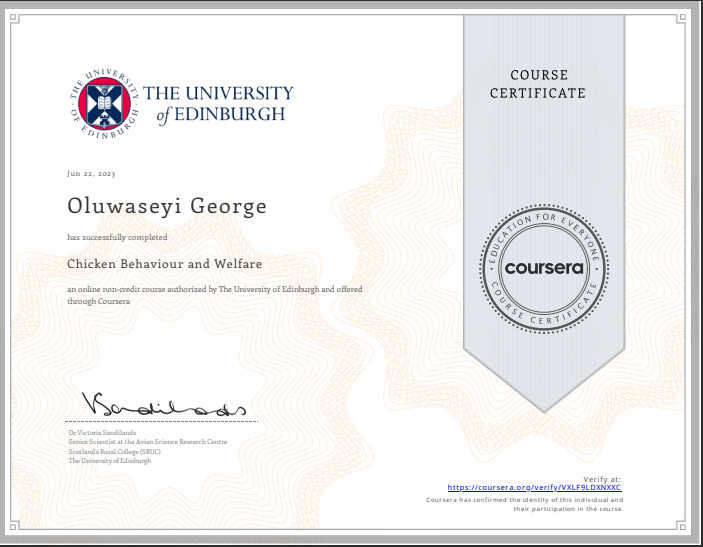 THE UNIVERSITY OF EDINBURGH
THE UNIVERSITY
of EDINBURGH
COURSE
CERTIFICATE
Jun 22, 2023
Oluwaseyi George
has successfully completed
Chicken Behaviour and Welfare
an online non-credit course authorized by The University of Edinburgh and offered
through Coursera
EDUCATION FOR EVERYONE
coursera
COURSE CERTIFICATE
Dr Victoria Sandilands
Senior Scientist at the Avian Science Research Centre
Scotland's Rural College (SRUC)
The University of Edinburgh
Verify at:
https://coursera.org/verify/VXLF9LDXNXXC
Coursera has confirmed the identity of this individual and
their participation in the course.